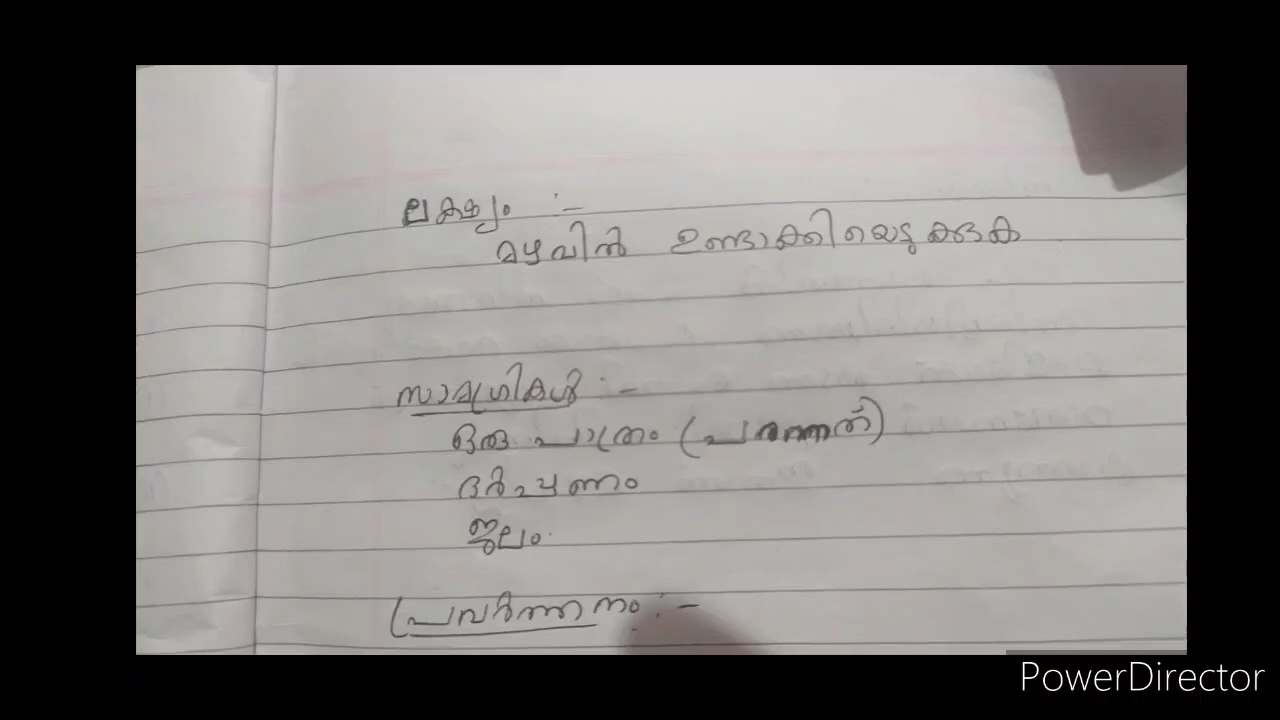 ലക്ഷ്യം :-
മഴവിൽ ഉണ്ടാക്കിയെടുക്കുക
സാമഗ്രികൾ :-
ഒരു പാത്രം (പരന്നത്)
ദർപ്പണം
ജലം.
പ്രവർത്തനം :-
PowerDirector